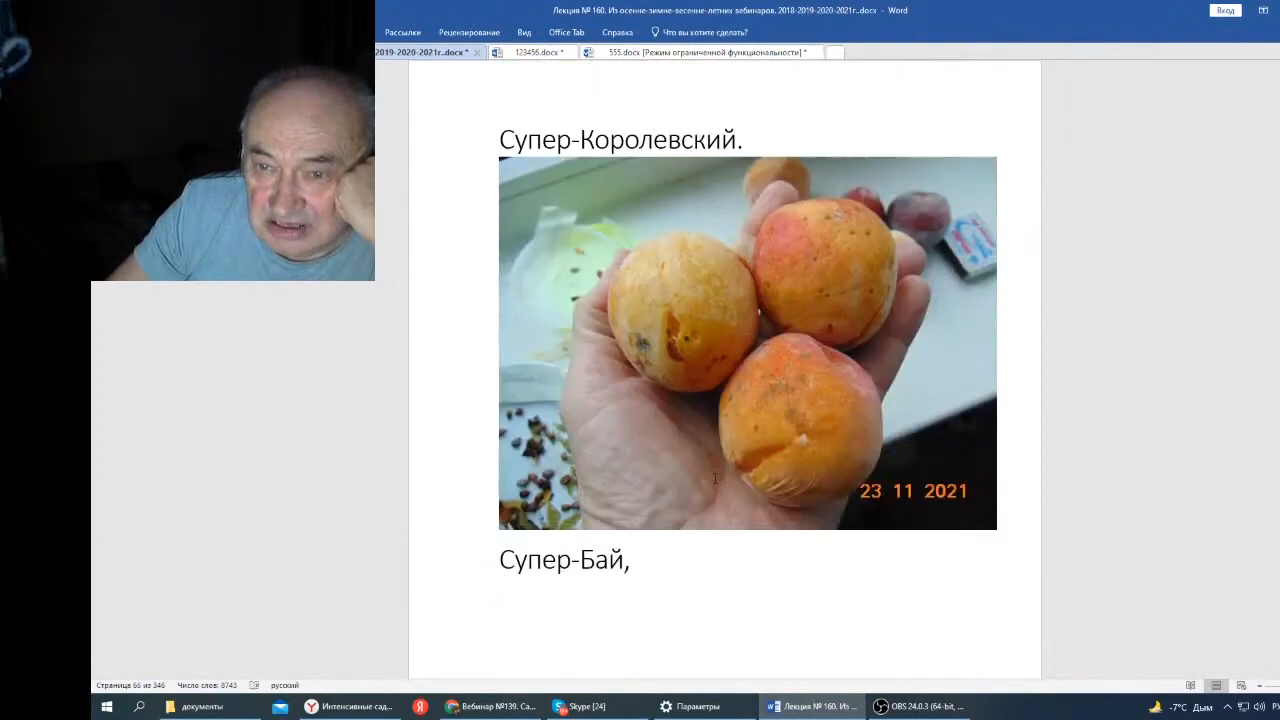 Лекция № 160. Из осенне-зимне-весенне-летних вебинаров. 2018-2019-2020-2021г..docx - Word
Вход
Рассылки Рецензирование Вид Office Tab Справка Что вы хотите сделать?
2019-2020-2021г..docx *
123456.docx *
555.docx [Режим ограниченной функциональности] *
Супер-Королевский.
23 11 2021
Супер-Бай,
Страница 65 из 346 Число слов: 8743 русский
документы
Интенсивные сад...
Я
Вебинар №139. Са...
Skype [24]
Параметры
Лекция № 160. Из ...
OBS 24.0.3 (64-bit, ...
-7°C Дым